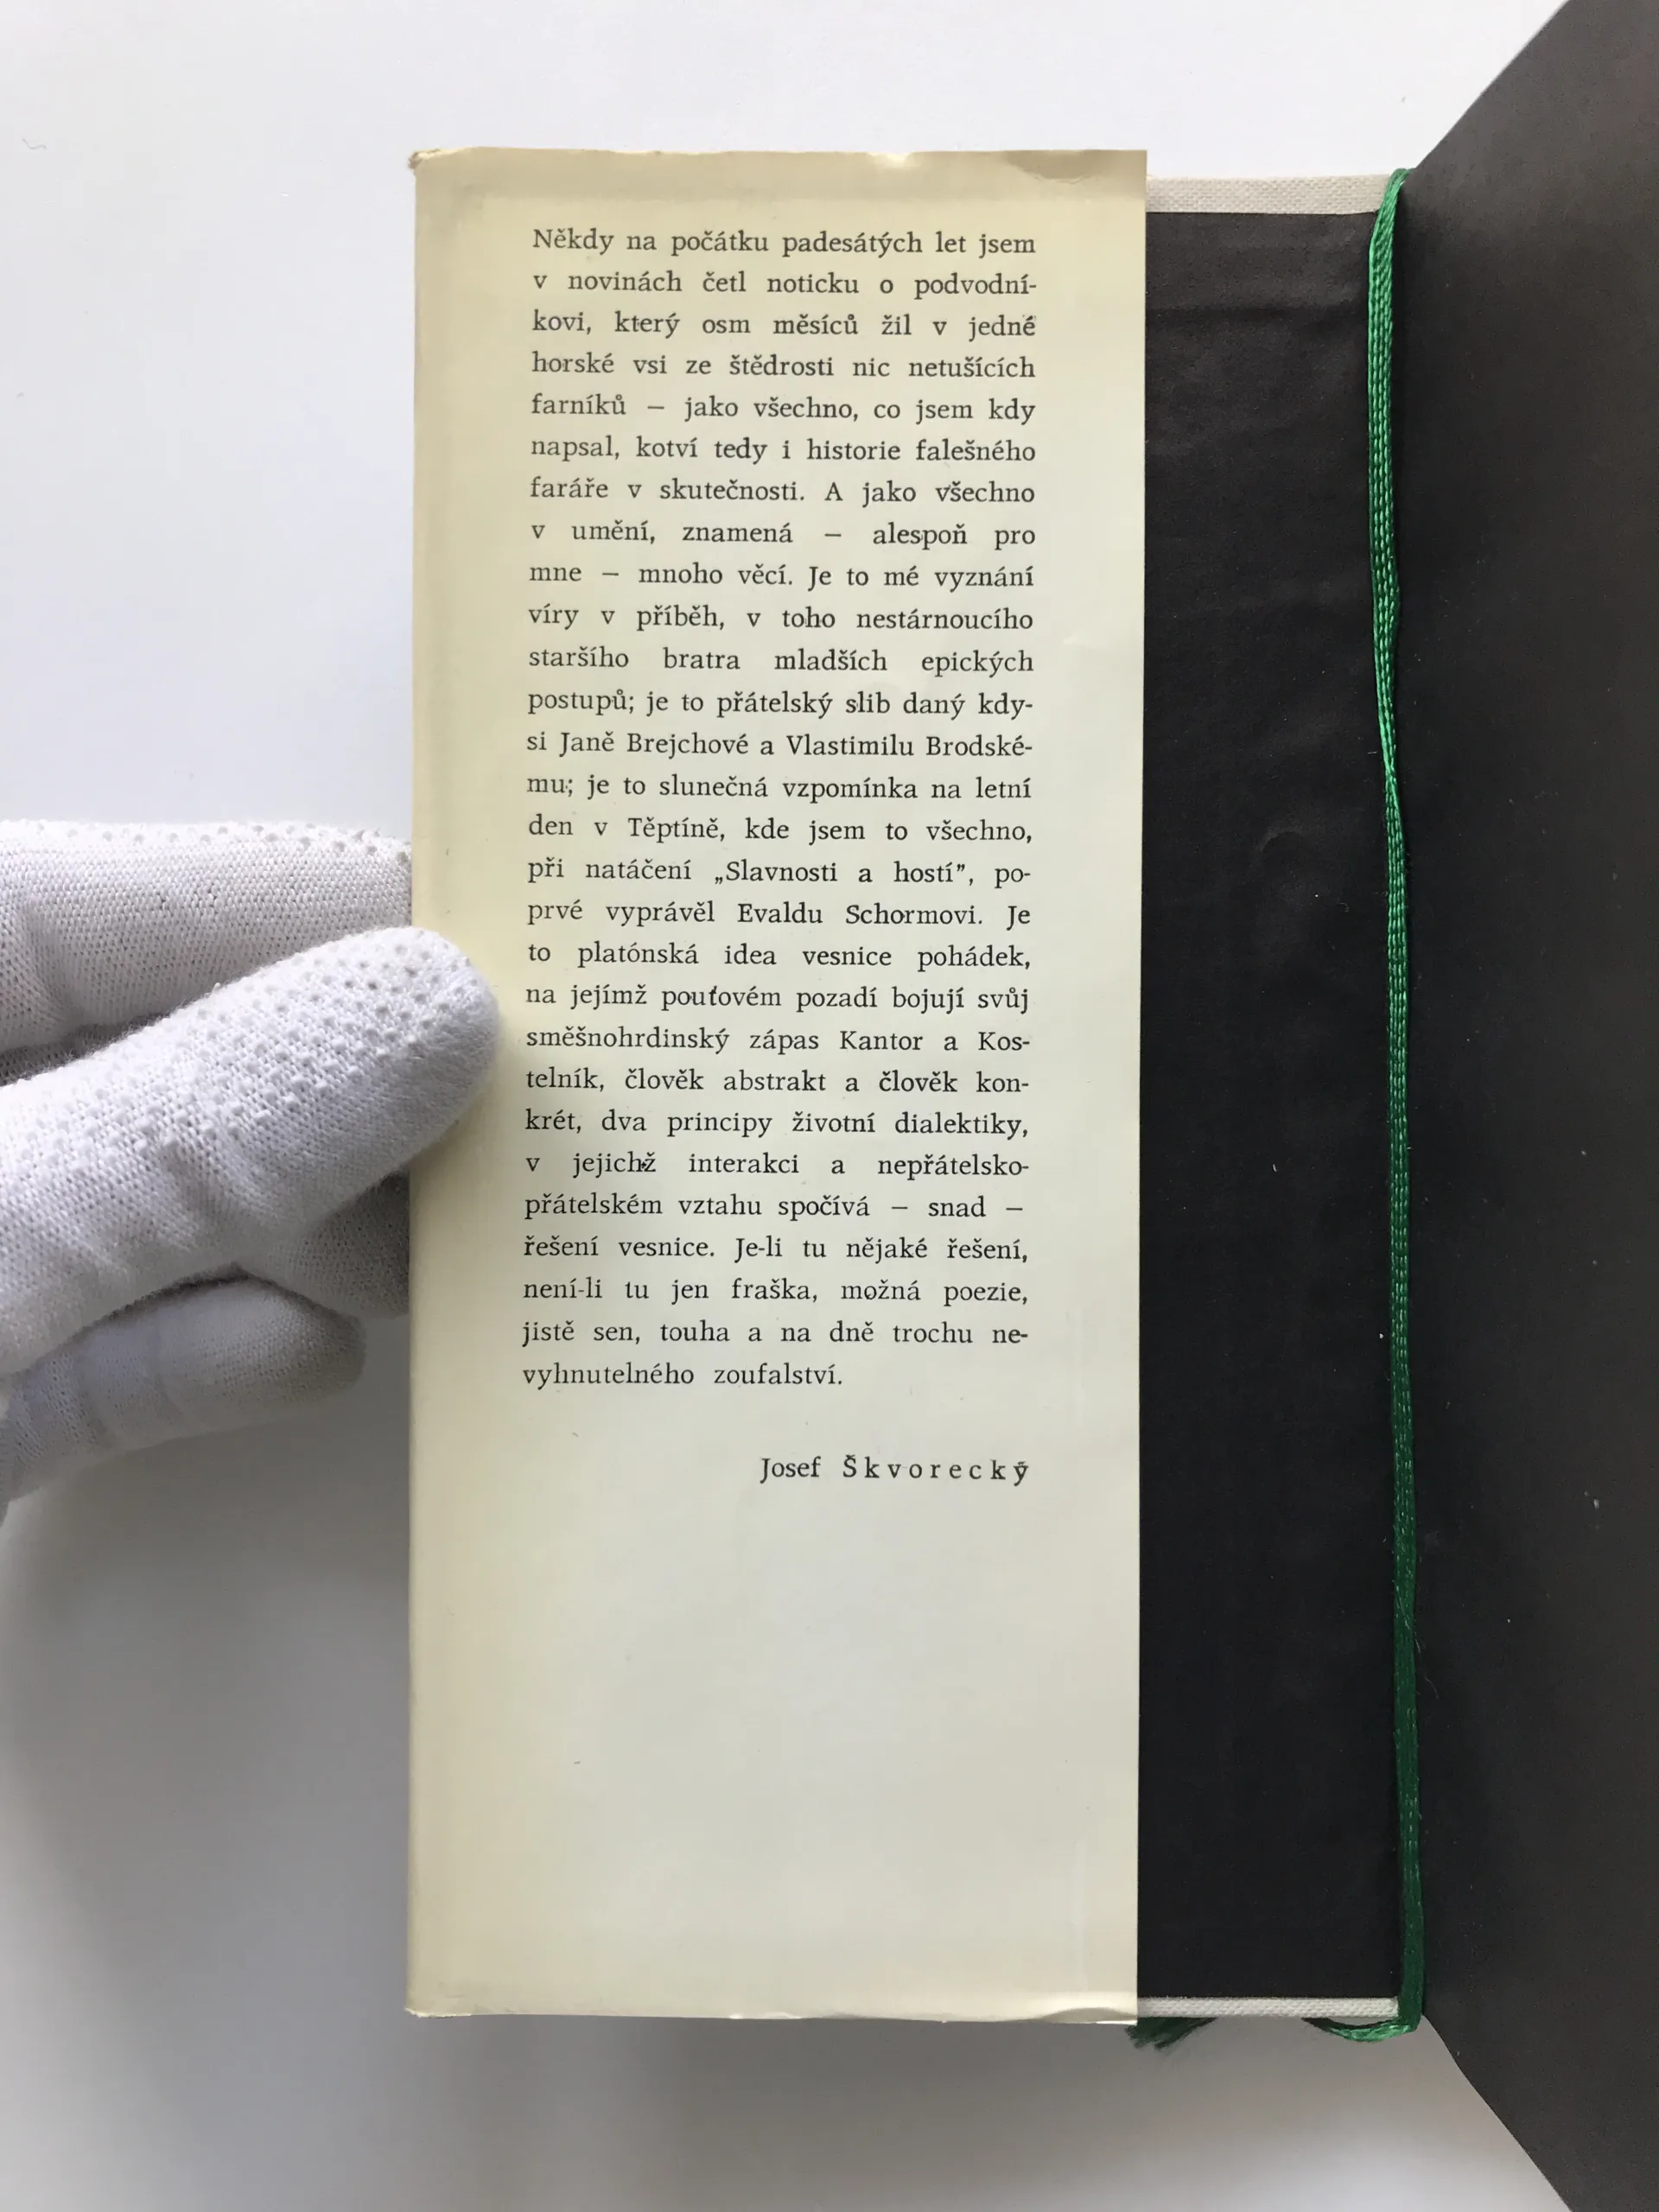 Někdy na počátku padesátých let jsem
v novinách četl noticku o podvodní-
kovi, který osm měsíců žil v jedné
horské vsi ze štědrosti nic netušících
farníků — jako všechno, co jsem kdy
napsal, kotví tedy i historie falešného
faráře v skutečnosti. A jako všechno
v umění, znamená — alespoň pro
mne — mnoho věcí. Je to mé vyznání
víry v příběh, v toho nestárnoucího
staršího bratra mladších epických
postupů; je to přátelský slib daný kdy-
si Janě Brejchové a Vlastimilu Brodské-
mu; je to slunečná vzpomínka na letní
den v Těptíně, kde jsem to všechno,
při natáčení „Slavnosti a hostí”, po-
prvé vyprávěl Evaldu Schormovi. Je
to platónská idea vesnice pohádek,
na jejímž pouťovém pozadí bojují svůj
směšnohrdinský zápas Kantor a Kos-
telník, člověk abstrakt a člověk kon-
krét, dva principy životní dialektiky,
v jejichž interakci a nepřátelsko-
přátelském vztahu spočívá — snad —
řešení vesnice. Je-li tu nějaké řešení,
není-li tu jen fraška, možná poezie,
jistě sen, touha a na dně trochu ne-
vyhnutelného zoufalství.
Josef Škvorecký